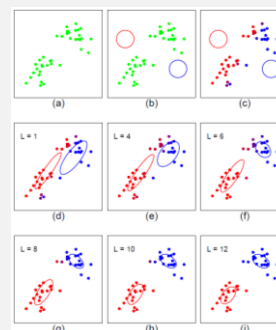 (a) (b) (c)
L = 1 L = 4 L = 6
(d) (e) (f)
L = 8 L = 10 L = 12
(g) (h) (i)